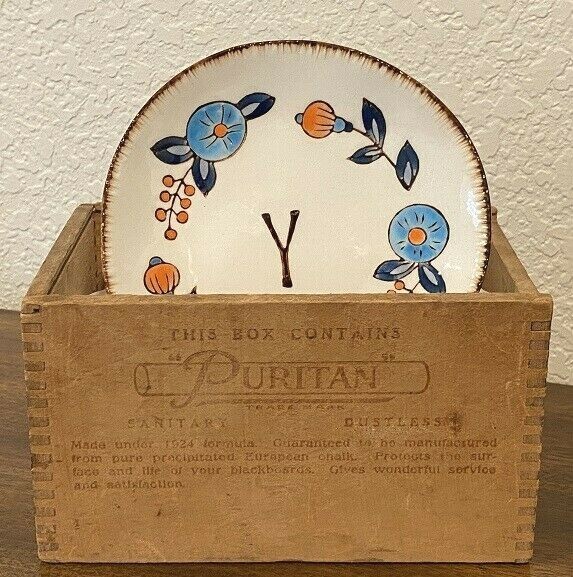 Y
THIS BOX CONTAINS
"PURITAN"
TRADE MARK
SANITARY DUSTLESS
Made under 1924 formula. Guaranteed to be manufactured
from pure precipitated European chalk. Protects the sur-
face and life of your blackboards. Gives wonderful service
and satisfaction.